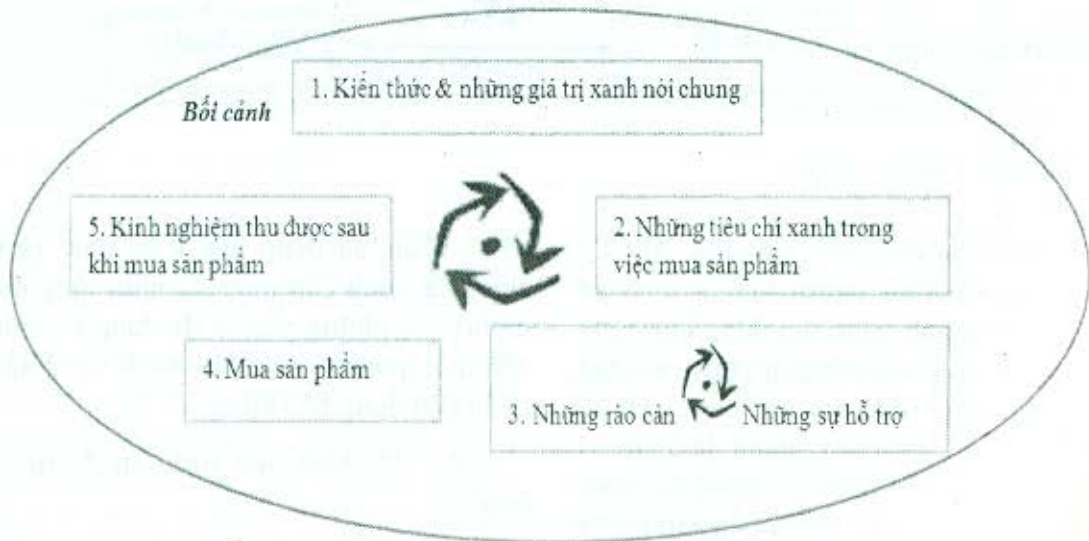 1. Kiến thức & những giá trị xanh nói chung
Bối cảnh
5. Kinh nghiệm thu được sau
khi mua sản phẩm
2. Những tiêu chí xanh trong
việc mua sản phẩm
4. Mua sản phẩm
3. Những rào cản Những sự hỗ trợ